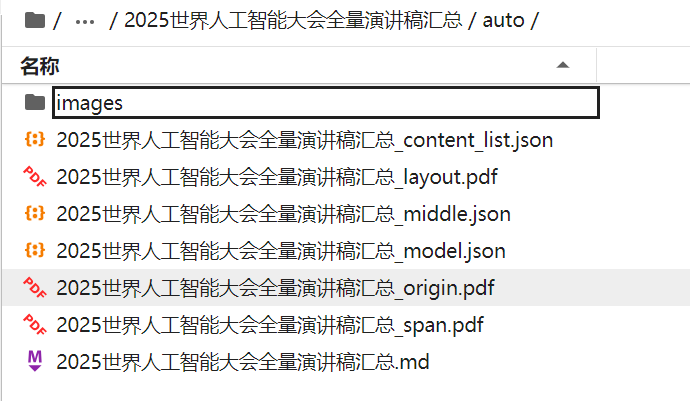 / ··· / 2025世界人工智能大会全量演讲稿汇总 / auto /
名称
images
2025世界人工智能大会全量演讲稿汇总_content_list.json
2025世界人工智能大会全量演讲稿汇总_layout.pdf
2025世界人工智能大会全量演讲稿汇总_middle.json
2025世界人工智能大会全量演讲稿汇总_model.json
2025世界人工智能大会全量演讲稿汇总_origin.pdf
2025世界人工智能大会全量演讲稿汇总_span.pdf
2025世界人工智能大会全量演讲稿汇总.md